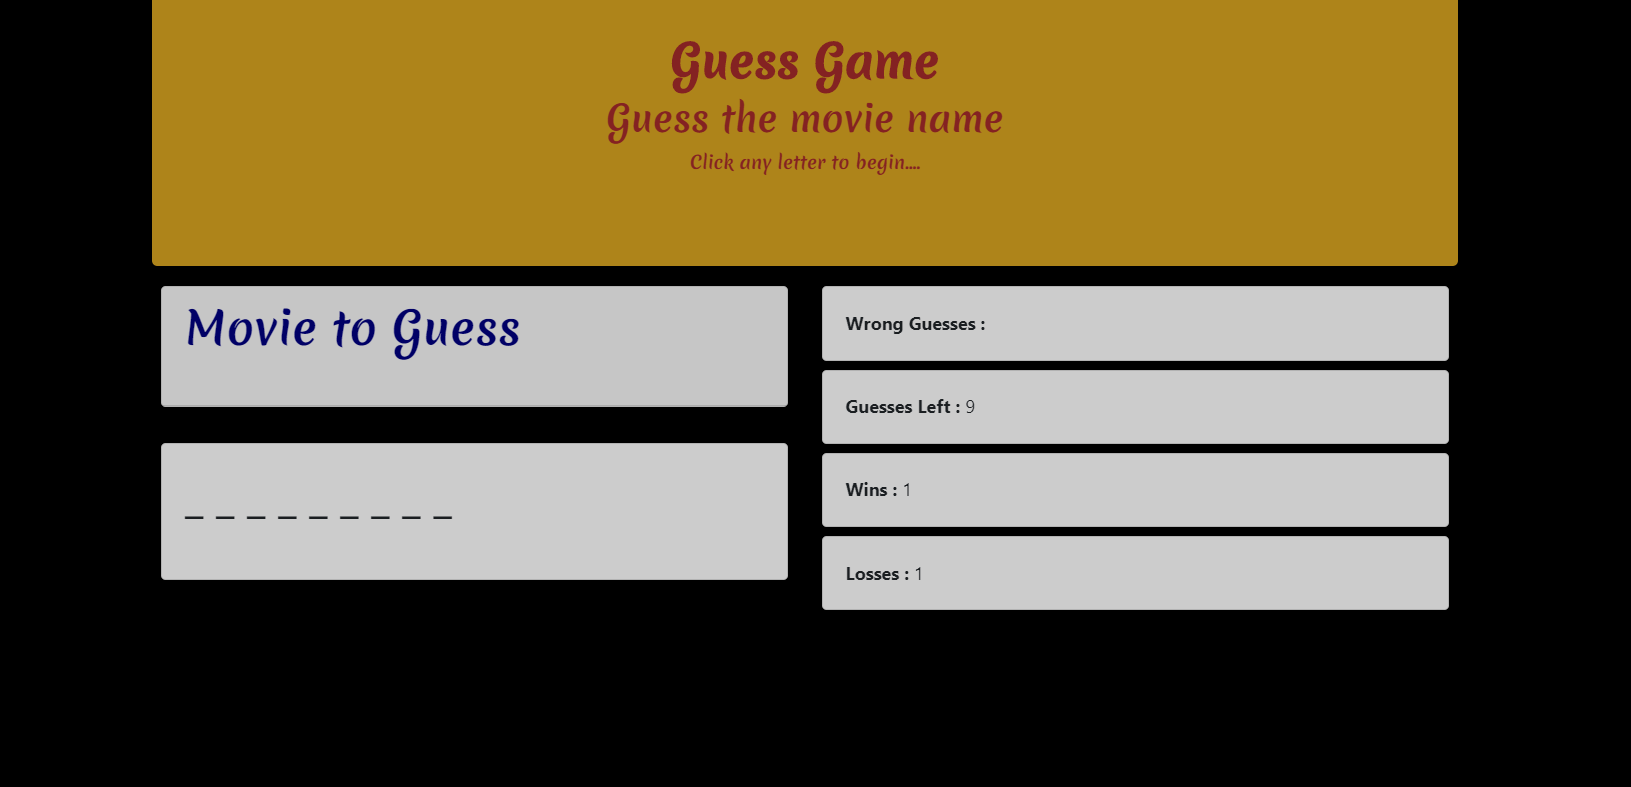 Guess Game
Guess the movie name
Click any letter to begin....
Movie to Guess
_ _ _ _ _ _ _ _ _
Wrong Guesses :
Guesses Left : 9
Wins : 1
Losses : 1